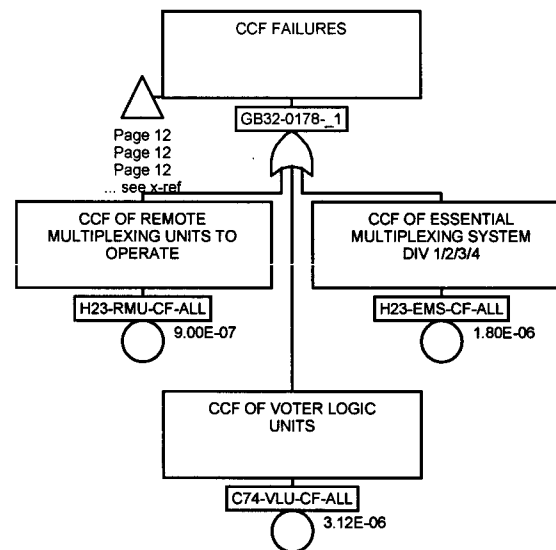 CCF FAILURES
GB32-0178-_1
Page 12
Page 12
Page 12
... see x-ref
CCF OF REMOTE
MULTIPLEXING UNITS TO
OPERATE
H23-RMU-CF-ALL
9.00E-07
CCF OF ESSENTIAL
MULTIPLEXING SYSTEM
DIV 1/2/3/4
H23-EMS-CF-ALL
1.80E-06
CCF OF VOTER LOGIC
UNITS
C74-VLU-CF-ALL
3.12E-06